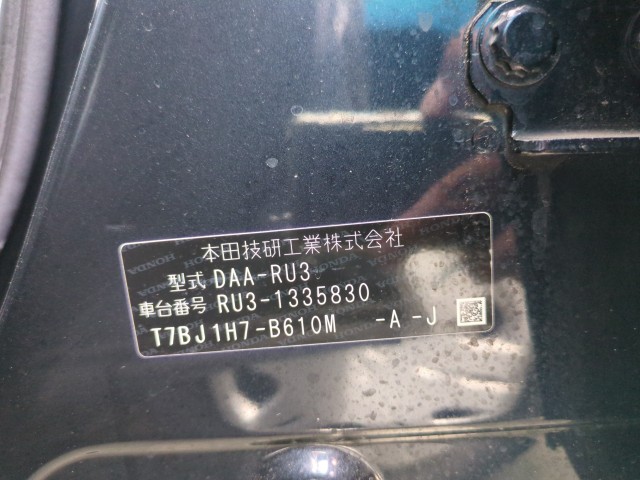 本田技研工業株式会社
型式 DAA-RU3
車台番号 RU3-1335830
T7BJ1H7-B610M -A -J